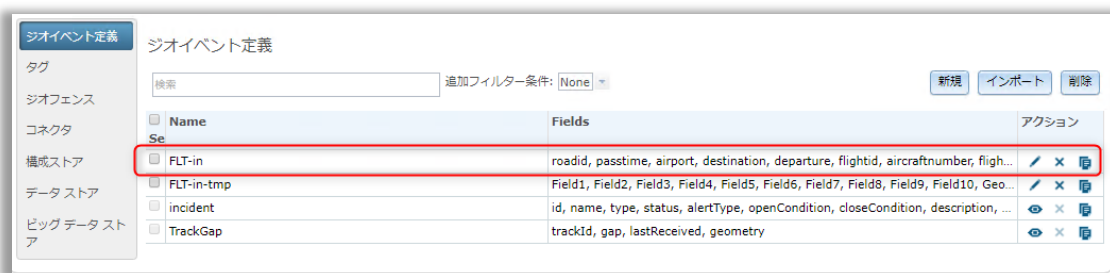 ジオイベント定義
タグ
ジオフェンス
コネクタ
構成ストア
データ ストア
ビッグ データ スト
ア
ジオイベント定義
検索
追加フィルター条件: None
新規 インポート 削除
Name Fields アクション
Se
FLT-in roadid, passtime, airport, destination, departure, flightid, aircraftnumber, fligh...
FLT-in-tmp Field1, Field2, Field3, Field4, Field5, Field6, Field7, Field8, Field9, Field10, Geo...
incident id, name, type, status, alertType, openCondition, closeCondition, description, ...
TrackGap trackId, gap, lastReceived, geometry